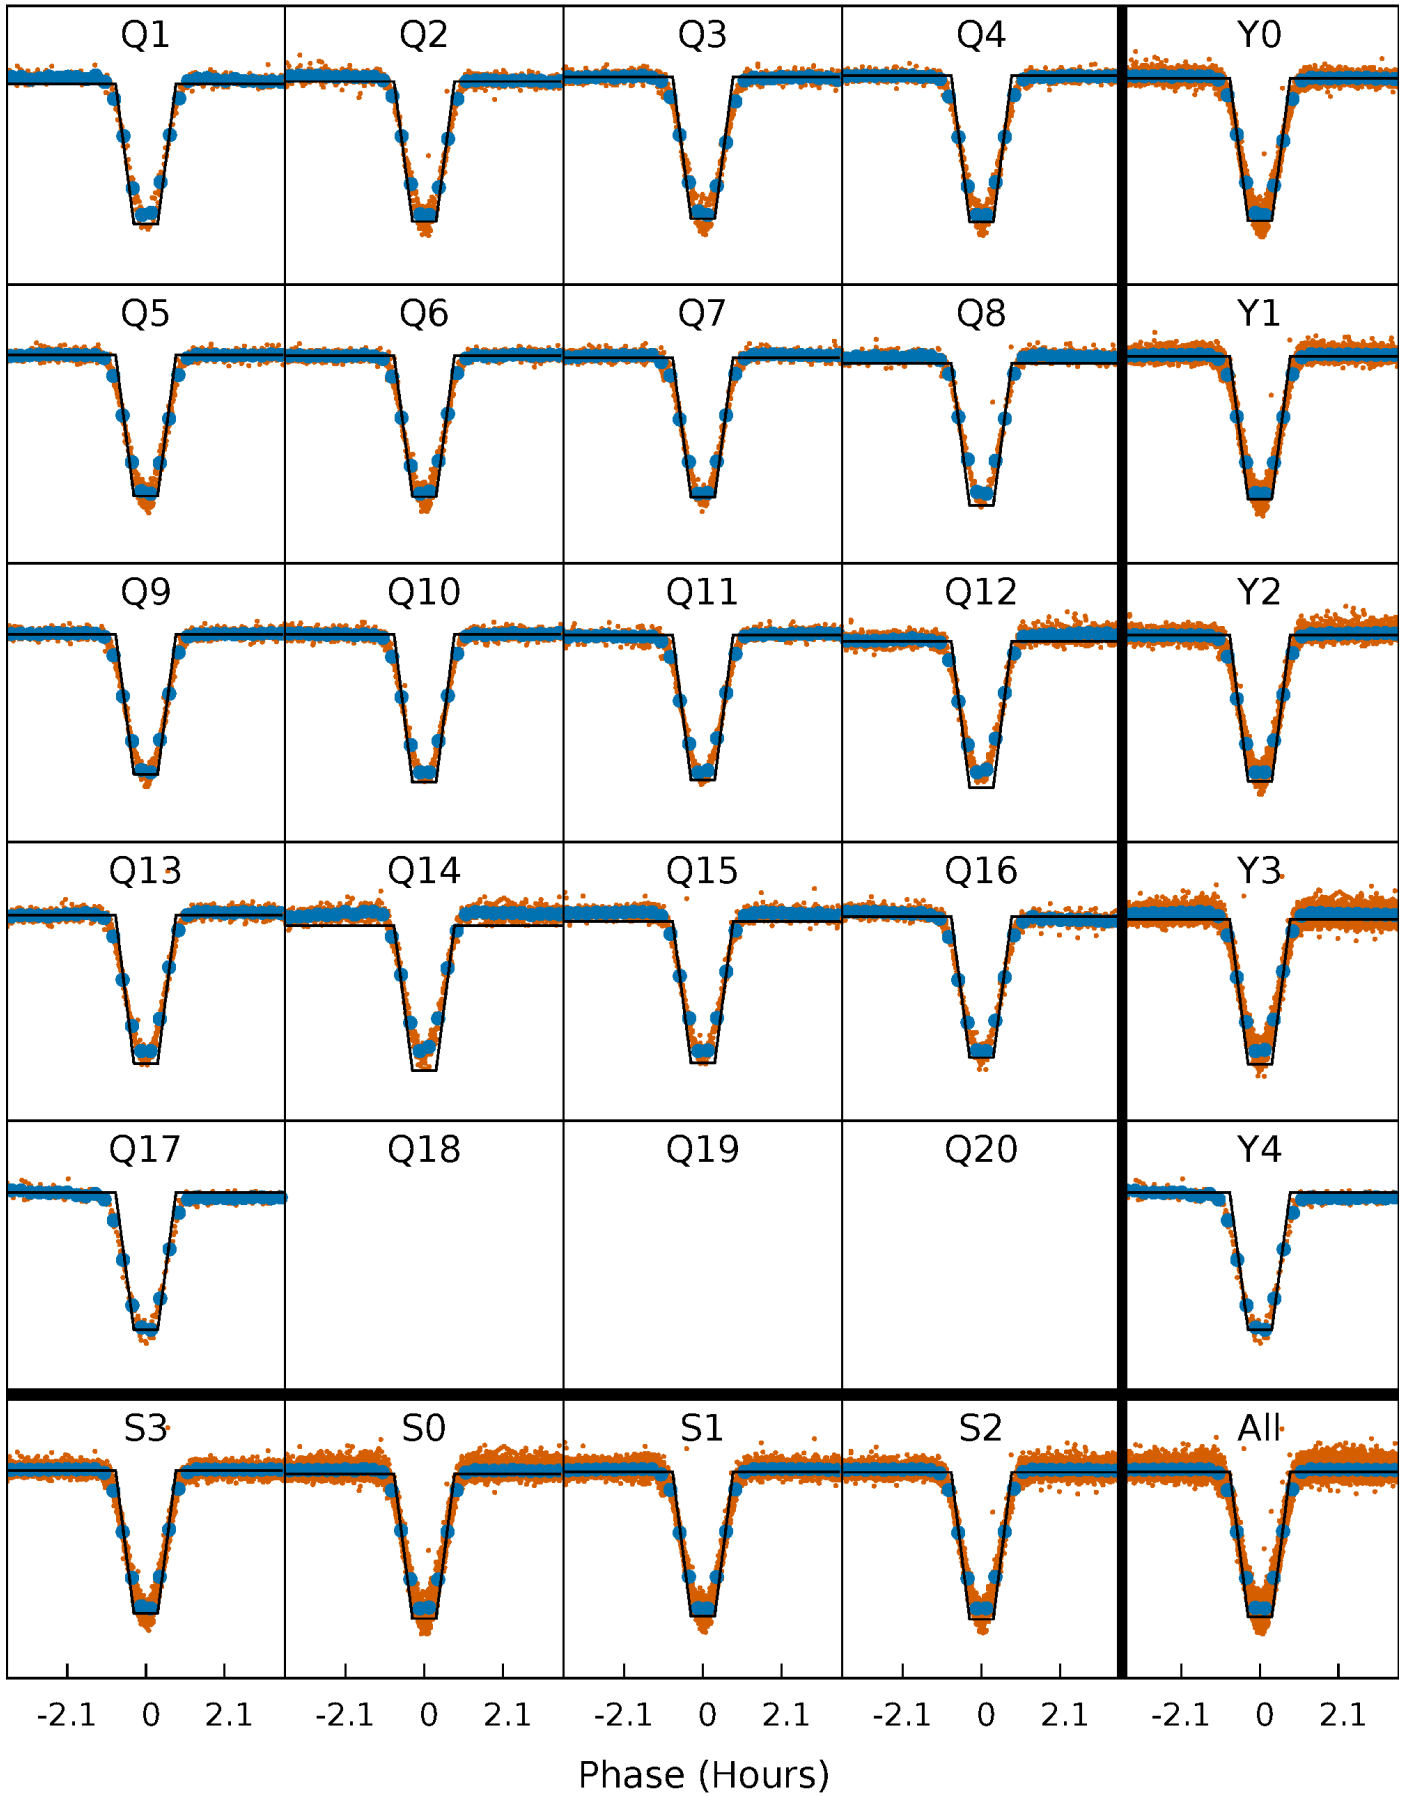 Q1 Q2 Q3 Q4 Y0
Q5 Q6 Q7 Q8 Y1
Q9 Q10 Q11 Q12 Y2
Q13 Q14 Q15 Q16 Y3
Q17 Q18 Q19 Q20 Y4
S3 S0 S1 S2 All
-2.1 0 2.1 -2.1 0 2.1 -2.1 0 2.1 -2.1 0 2.1 -2.1 0 2.1
Phase (Hours)